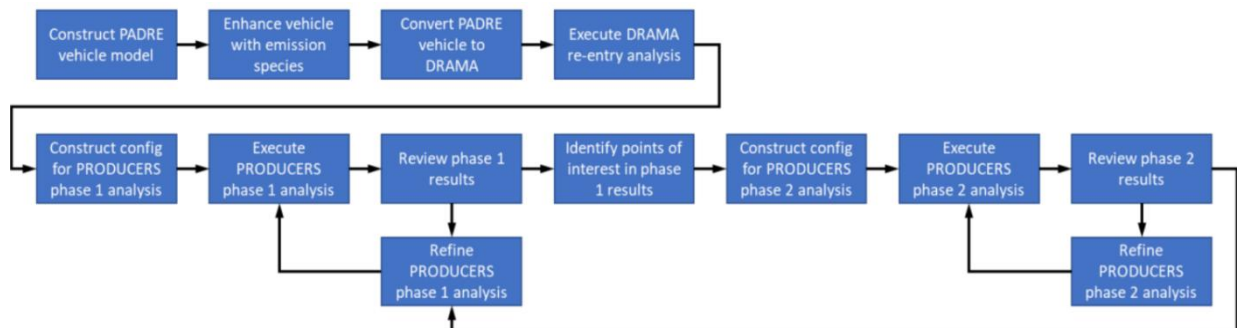 Construct PADRE
vehicle model
Enhance vehicle
with emission
species
Convert PADRE
vehicle to
DRAMA
Execute DRAMA
re-entry analysis
Construct config
for PRODUCERS
phase 1 analysis
Execute
PRODUCERS
phase 1 analysis
Review phase 1
results
Identify points of
interest in phase
1 results
Construct config
for PRODUCERS
phase 2 analysis
Execute
PRODUCERS
phase 2 analysis
Review phase 2
results
Refine
PRODUCERS
phase 1 analysis
Refine
PRODUCERS
phase 2 analysis